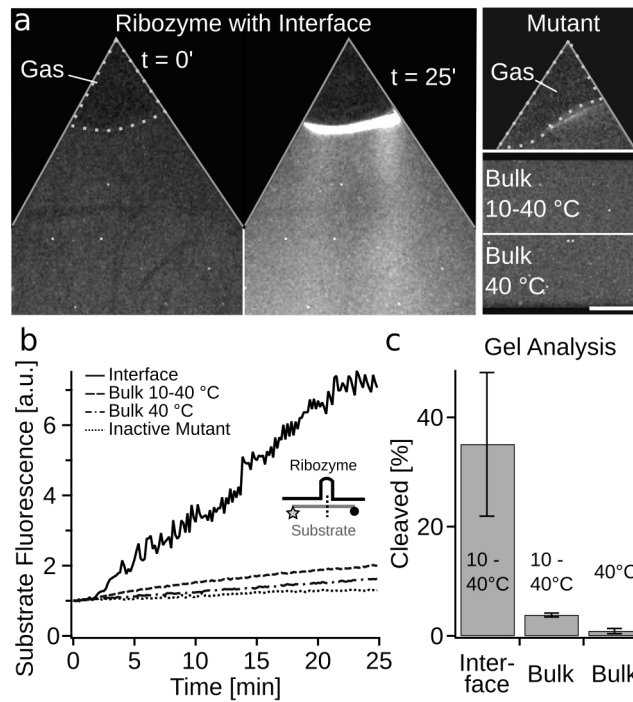 a
Ribozyme with Interface
Mutant
Gas
t = 0'
t = 25'
Gas
Bulk
10-40 °C
Bulk
40 °C
b
Substrate Fluorescence [a.u.]
6
4
2
0
0
5
10
15
20
25
Time [min]
Interface
Bulk 10-40 °C
Bulk 40 °C
Inactive Mutant
Ribozyme
Substrate
c
Gel Analysis
Cleaved [%]
40
20
0
10 -
40°C
10 -
40°C
40°C
Inter-
face
Bulk
Bulk